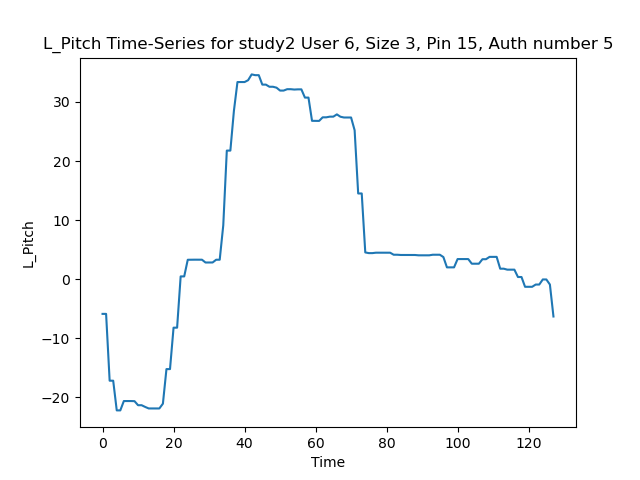 L_Pitch Time-Series for study2 User 6, Size 3, Pin 15, Auth number 5
30
20
10
0
−10
−20
L_Pitch
0 20 40 60 80 100 120
Time